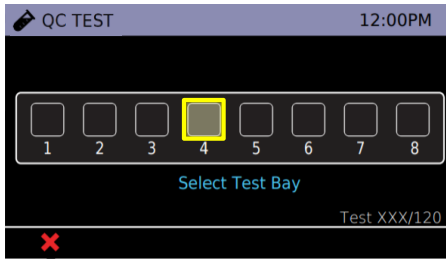 QC TEST 12:00PM
1 2 3 4 5 6 7 8
Select Test Bay
Test XXX/120